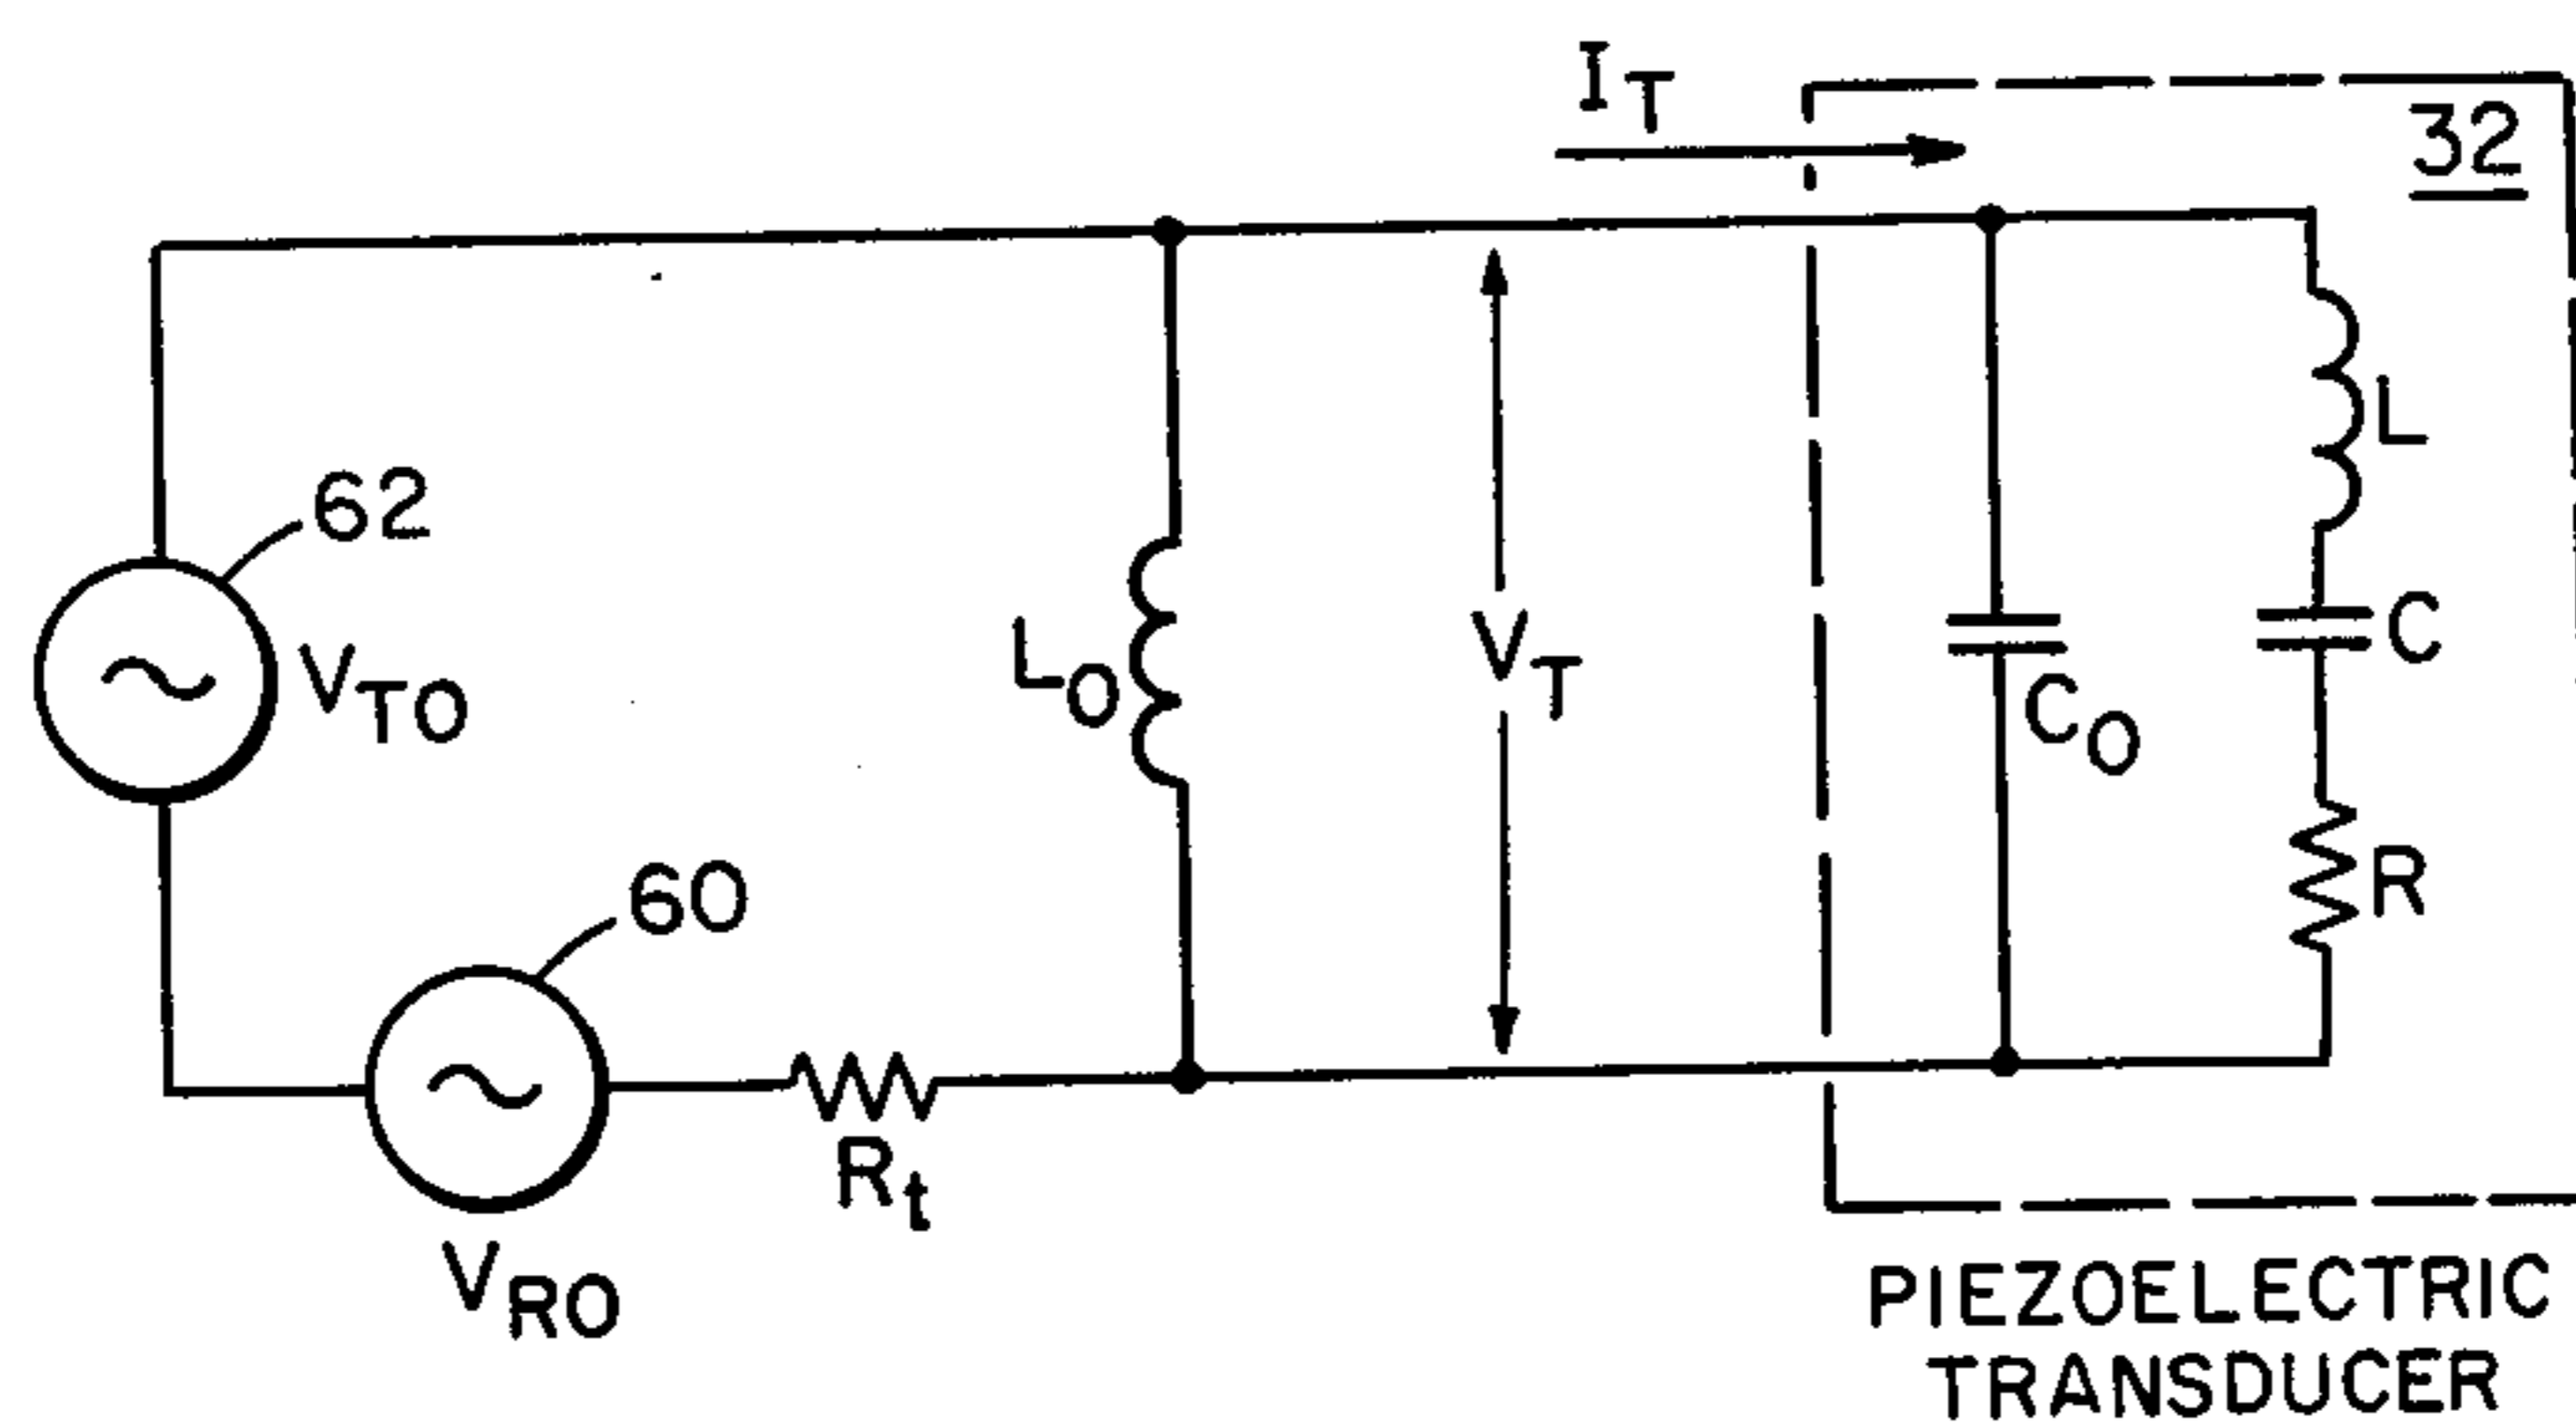 I_T
32
62
V_TO
L_O
V_T
L
C
C_O
60
R
R_t
V_RO
PIEZOELECTRIC
TRANSDUCER